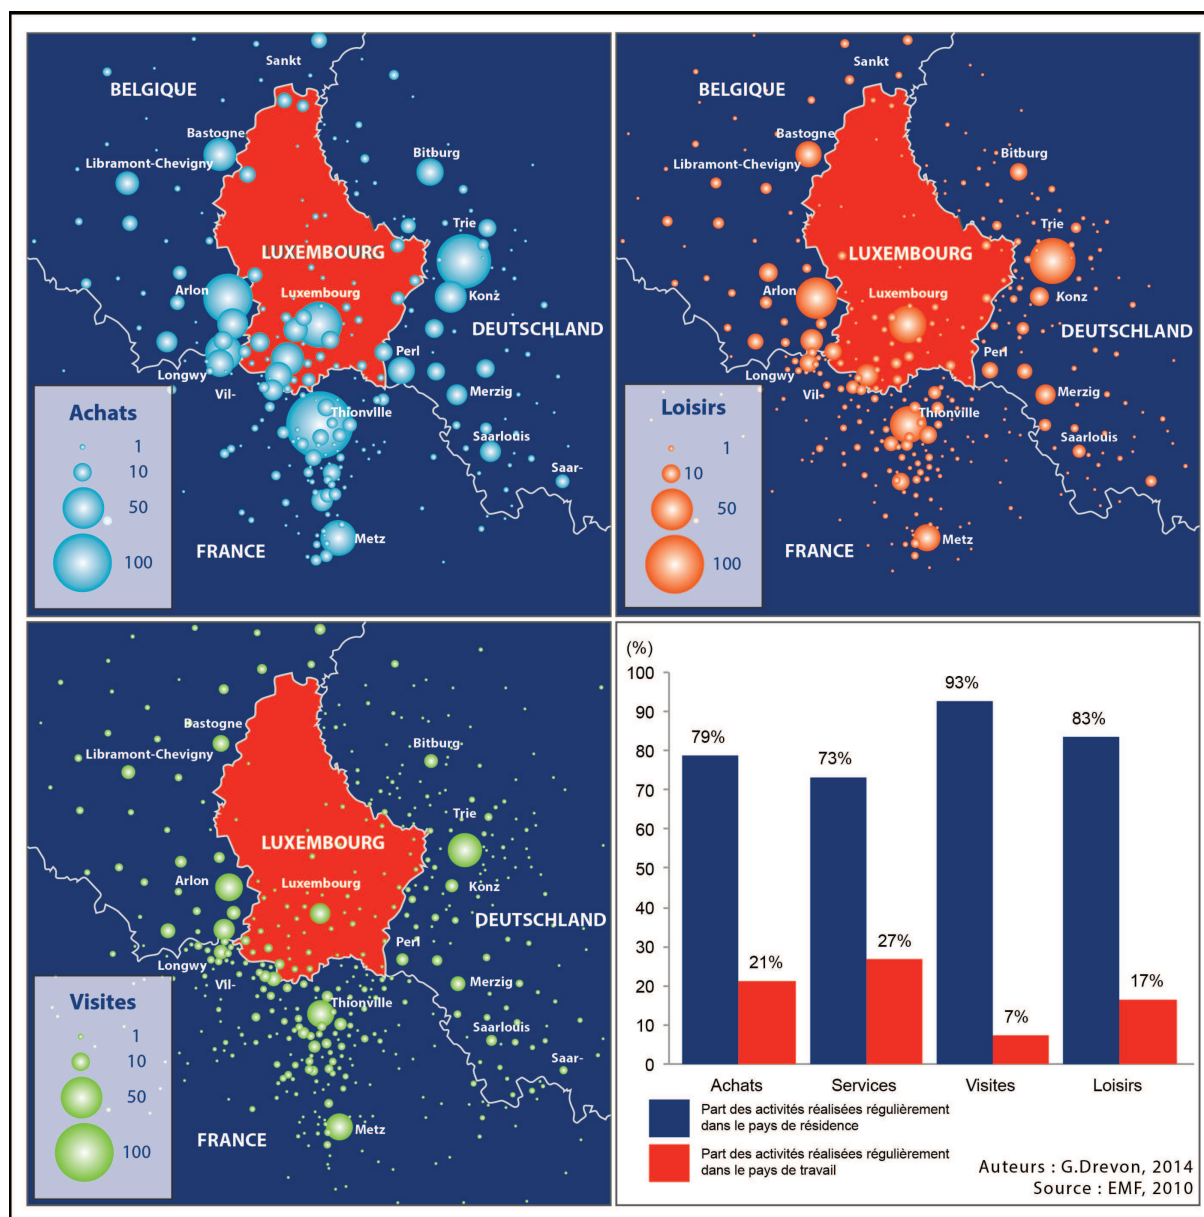 Sankt
BELGIQUE
Bastogne
Libramont-Chevigny
Bitburg
Trie
LUXEMBOURG
Arlon
Luxembourg
Konz
DEUTSCHLAND
Perl
Longwy
Vil-
Merzig
Thionville
Saarlouis
Saar-
FRANCE
Metz
Achats
1
10
50
100
Sankt
BELGIQUE
Bastogne
Libramont-Chevigny
Bitburg
Trie
LUXEMBOURG
Arlon
Luxembourg
Konz
DEUTSCHLAND
Perl
Longwy
Vil-
Merzig
Thionville
Saarlouis
Saar-
FRANCE
Metz
Loisirs
1
10
50
100
Bastogne
Libramont-Chevigny
Bitburg
Trie
LUXEMBOURG
Arlon
Luxembourg
Konz
DEUTSCHLAND
Perl
Longwy
Vil-
Merzig
Thionville
Saarlouis
Saar-
FRANCE
Metz
Visites
1
10
50
100
(%)
100
90
80
70
60
50
40
30
20
10
0
79%
21%
73%
27%
93%
7%
83%
17%
Achats Services Visites Loisirs
Part des activités réalisées régulièrement
dans le pays de résidence
Part des activités réalisées régulièrement
dans le pays de travail
Auteurs : G.Drevon, 2014
Source : EMF, 2010